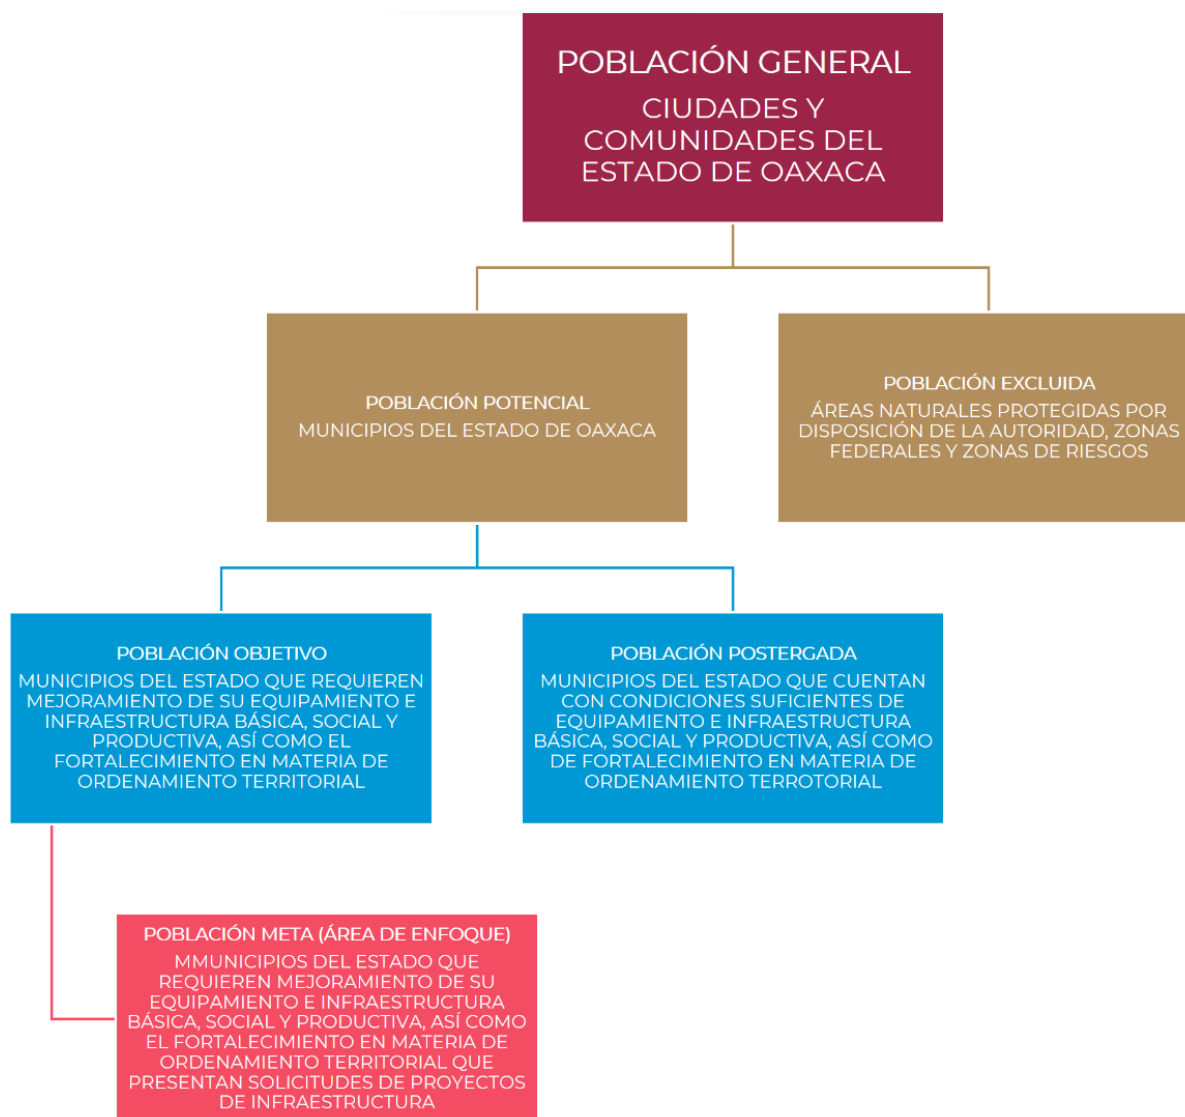 POBLACIÓN GENERAL
CIUDADES Y
COMUNIDADES DEL
ESTADO DE OAXACA
POBLACIÓN POTENCIAL
MUNICIPIOS DEL ESTADO DE OAXACA
POBLACIÓN EXCLUIDA
ÁREAS NATURALES PROTEGIDAS POR
DISPOSICIÓN DE LA AUTORIDAD, ZONAS
FEDERALES Y ZONAS DE RIESGOS
POBLACIÓN OBJETIVO
MUNICIPIOS DEL ESTADO QUE REQUIEREN
MEJORAMIENTO DE SU EQUIPAMIENTO E
INFRAESTRUCTURA BÁSICA, SOCIAL Y
PRODUCTIVA, ASÍ COMO EL
FORTALECIMIENTO EN MATERIA DE
ORDENAMIENTO TERRITORIAL
POBLACIÓN POSTERGADA
MUNICIPIOS DEL ESTADO QUE CUENTAN
CON CONDICIONES SUFICIENTES DE
EQUIPAMIENTO E INFRAESTRUCTURA
BÁSICA, SOCIAL Y PRODUCTIVA, ASÍ COMO
DE FORTALECIMIENTO EN MATERIA DE
ORDENAMIENTO TERROTORIAL
POBLACIÓN META (ÁREA DE ENFOQUE)
MMUNICIPIOS DEL ESTADO QUE
REQUIEREN MEJORAMIENTO DE SU
EQUIPAMIENTO E INFRAESTRUCTURA
BÁSICA, SOCIAL Y PRODUCTIVA, ASÍ COMO
EL FORTALECIMIENTO EN MATERIA DE
ORDENAMIENTO TERRITORIAL QUE
PRESENTAN SOLICITUDES DE PROYECTOS
DE INFRAESTRUCTURA